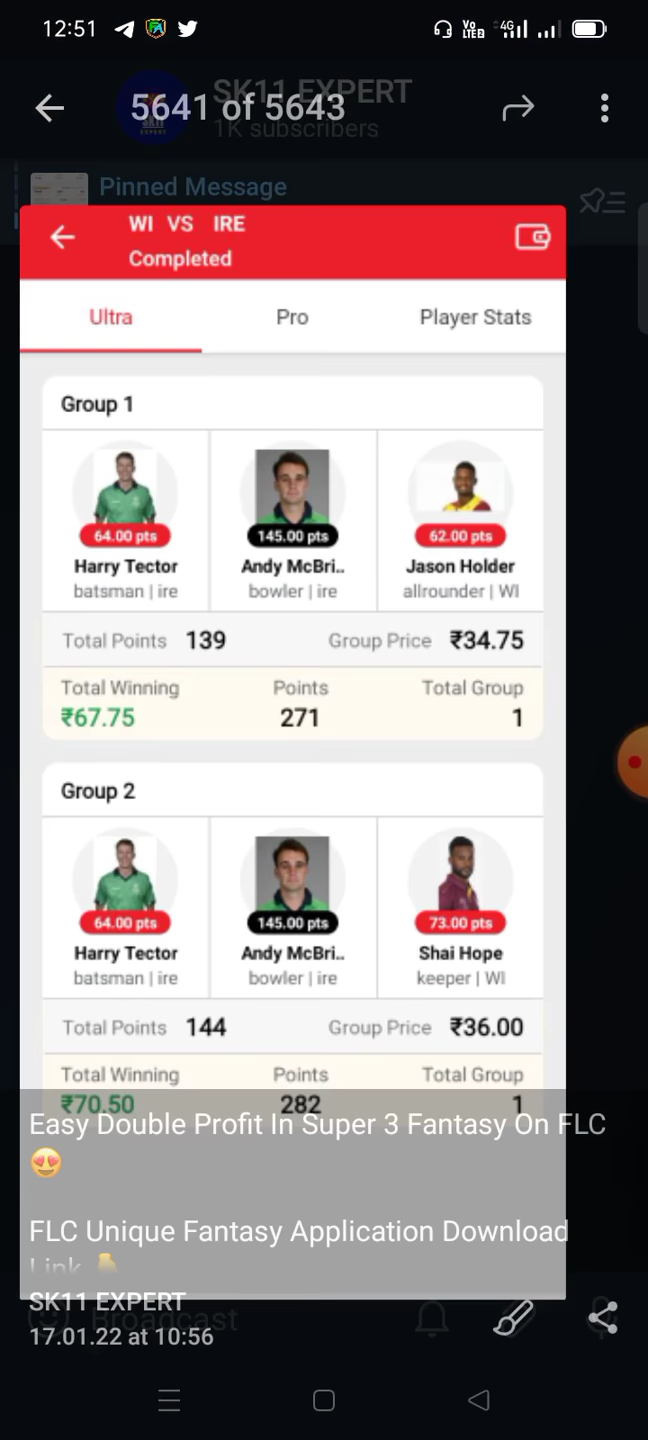 12:51
Vo
LTE 2
4G
SK11 EXPERT
5641 of 5643
1K subscribers
Pinned Message
WI VS IRE
Completed
Ultra Pro Player Stats
Group 1
64.00 pts 145.00 pts 62.00 pts
Harry Tector Andy McBri.. Jason Holder
batsman | ire bowler | ire allrounder | WI
Total Points 139 Group Price ₹34.75
Total Winning Points Total Group
₹67.75 271 1
Group 2
64.00 pts 145.00 pts 73.00 pts
Harry Tector Andy McBri.. Shai Hope
batsman | ire bowler | ire keeper | WI
Total Points 144 Group Price ₹36.00
Total Winning Points Total Group
₹70.50 282 1
Easy Double Profit In Super 3 Fantasy On FLC
😍
FLC Unique Fantasy Application Download
Link 👇
SK11 EXPERT
Broadcast
17.01.22 at 10:56